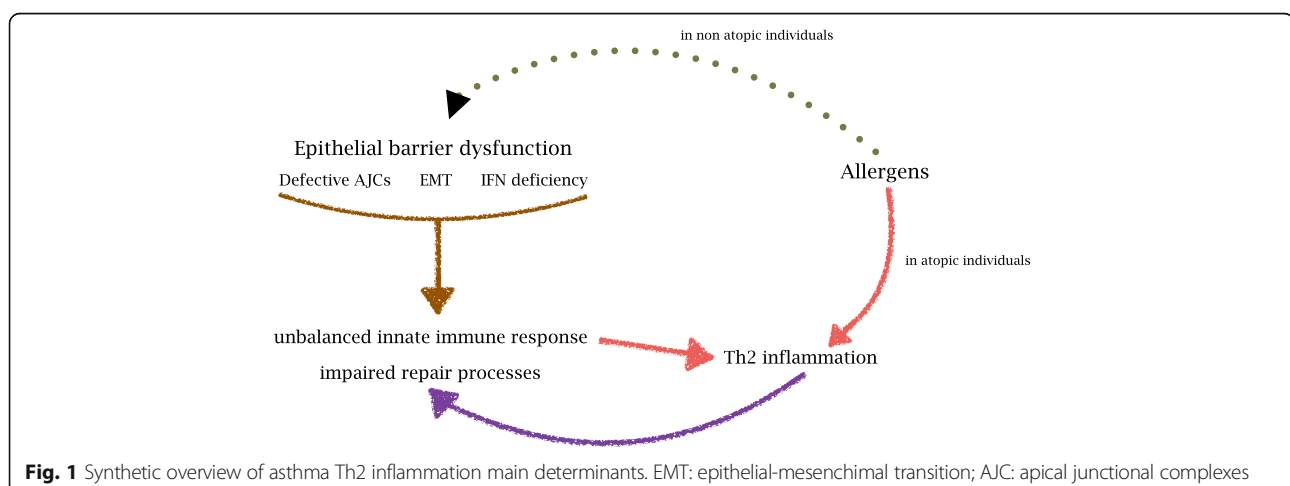 in non atopic individuals
Epithelial barrier dysfunction
Defective AJCs EMT IFN deficiency
Allergens
in atopic individuals
unbalanced innate immune response
Th2 inflammation
impaired repair processes
Fig. 1 Synthetic overview of asthma Th2 inflammation main determinants. EMT: epithelial-mesenchimal transition; AJC: apical junctional complexes